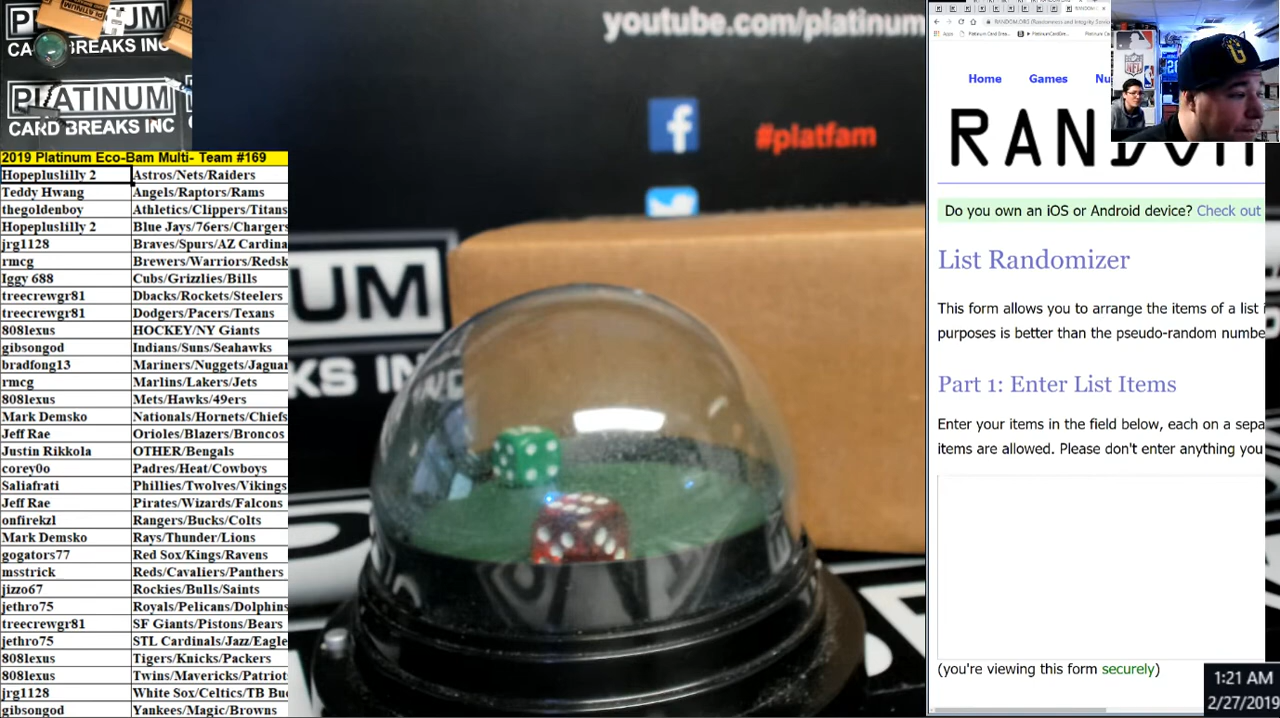 UM
CARD BREAKS INC
PLATINUM
CARD BREAKS INC
2019 Platinum Eco-Bam Multi- Team #169
Hopepluslilly 2 Astros/Nets/Raiders
Teddy Hwang Angels/Raptors/Rams
thegoldenboy Athletics/Clippers/Titans
Hopepluslilly 2 Blue Jays/76ers/Chargers
jrg1128 Braves/Spurs/AZ Cardina
rmcg Brewers/Warriors/Redsk
Iggy 688 Cubs/Grizzlies/Bills
treecrewgr81 Dbacks/Rockets/Steelers
treecrewgr81 Dodgers/Pacers/Texans
808lexus HOCKEY/NY Giants
gibsongod Indians/Suns/Seahawks
bradfong13 Mariners/Nuggets/Jaguar
rmcg Marlins/Lakers/Jets
808lexus Mets/Hawks/49ers
Mark Demsko Nationals/Hornets/Chiefs
Jeff Rae Orioles/Blazers/Broncos
Justin Rikkola OTHER/Bengals
corey0o Padres/Heat/Cowboys
Saliafrati Phillies/Twolves/Vikings
Jeff Rae Pirates/Wizards/Falcons
onfirekzl Rangers/Bucks/Colts
Mark Demsko Rays/Thunder/Lions
gogators77 Red Sox/Kings/Ravens
msstrick Reds/Cavaliers/Panthers
jizzo67 Rockies/Bulls/Saints
jethro75 Royals/Pelicans/Dolphins
treecrewgr81 SF Giants/Pistons/Bears
jethro75 STL Cardinals/Jazz/Eagle
808lexus Tigers/Knicks/Packers
808lexus Twins/Mavericks/Patriot
jrg1128 White Sox/Celtics/TB Buc
gibsongod Yankees/Magic/Browns
youtube.com/platinum
f
#platfam
UM
KS INC
Home Games Nu
RANDOM
Do you own an iOS or Android device? Check out
List Randomizer
This form allows you to arrange the items of a list i
purposes is better than the pseudo-random numbe
Part 1: Enter List Items
Enter your items in the field below, each on a sepa
items are allowed. Please don't enter anything you
(you're viewing this form securely)
NFL
1:21 AM
2/27/2019